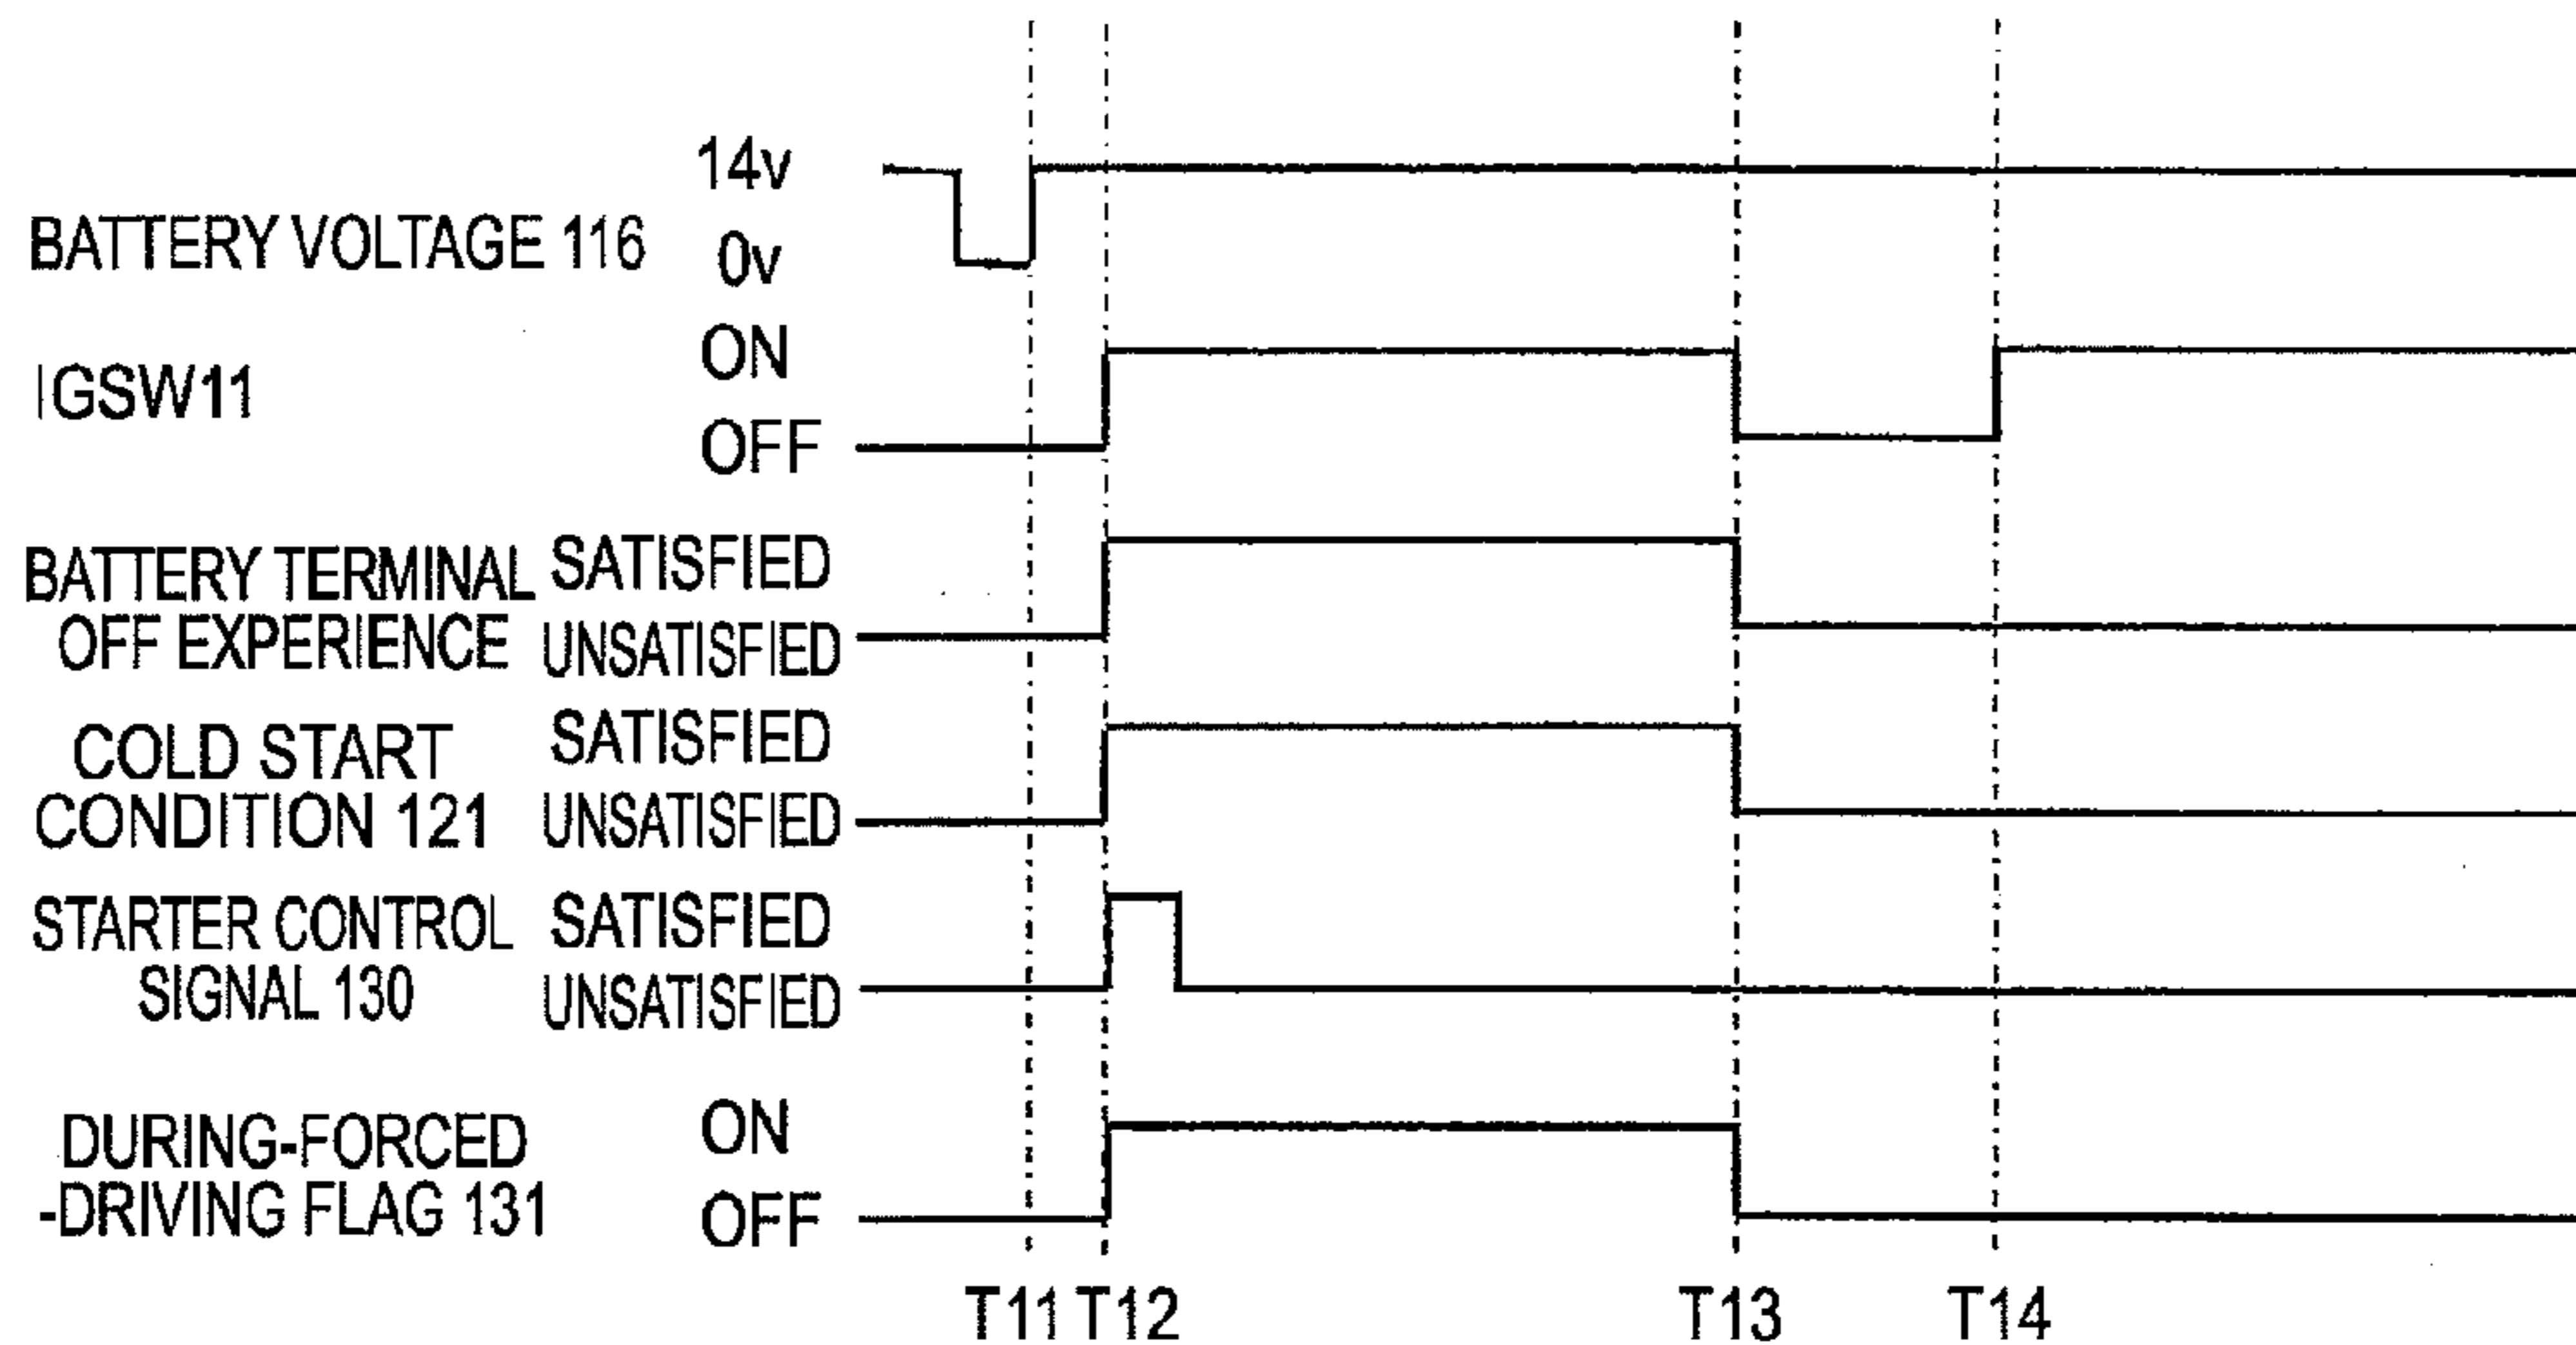 14v
BATTERY VOLTAGE 116 0v
ON
IGSW11
OFF
BATTERY TERMINAL SATISFIED
OFF EXPERIENCE UNSATISFIED
COLD START SATISFIED
CONDITION 121 UNSATISFIED
STARTER CONTROL SATISFIED
SIGNAL 130 UNSATISFIED
ON
DURING-FORCED
-DRIVING FLAG 131 OFF
T11 T12 T13 T14